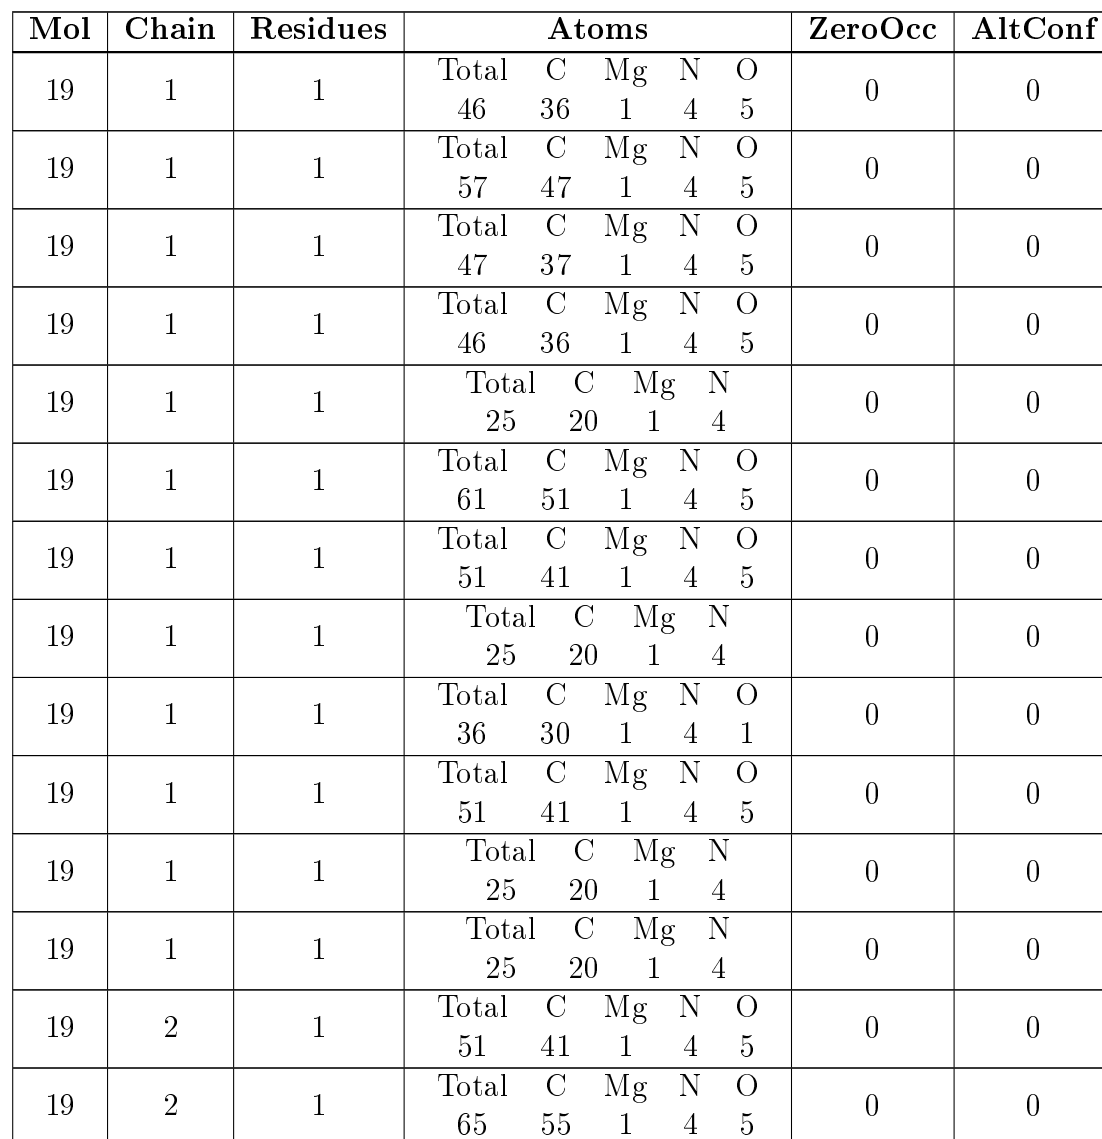 Mol Chain Residues Atoms ZeroOcc AltConf
Total C Mg N O
19 1 1 0 0
46 36 1 4 5
Total C Mg N O
19 1 1 0 0
57 47 1 4 5
Total C Mg N O
19 1 1 0 0
47 37 1 4 5
Total C Mg N O
19 1 1 0 0
46 36 1 4 5
Total C Mg N
19 1 1 0 0
25 20 1 4
Total C Mg N O
19 1 1 0 0
61 51 1 4 5
Total C Mg N O
19 1 1 0 0
51 41 1 4 5
Total C Mg N
19 1 1 0 0
25 20 1 4
Total C Mg N O
19 1 1 0 0
36 30 1 4 1
Total C Mg N O
19 1 1 0 0
51 41 1 4 5
Total C Mg N
19 1 1 0 0
25 20 1 4
Total C Mg N
19 1 1 0 0
25 20 1 4
Total C Mg N O
19 2 1 0 0
51 41 1 4 5
Total C Mg N O
19 2 1 0 0
65 55 1 4 5